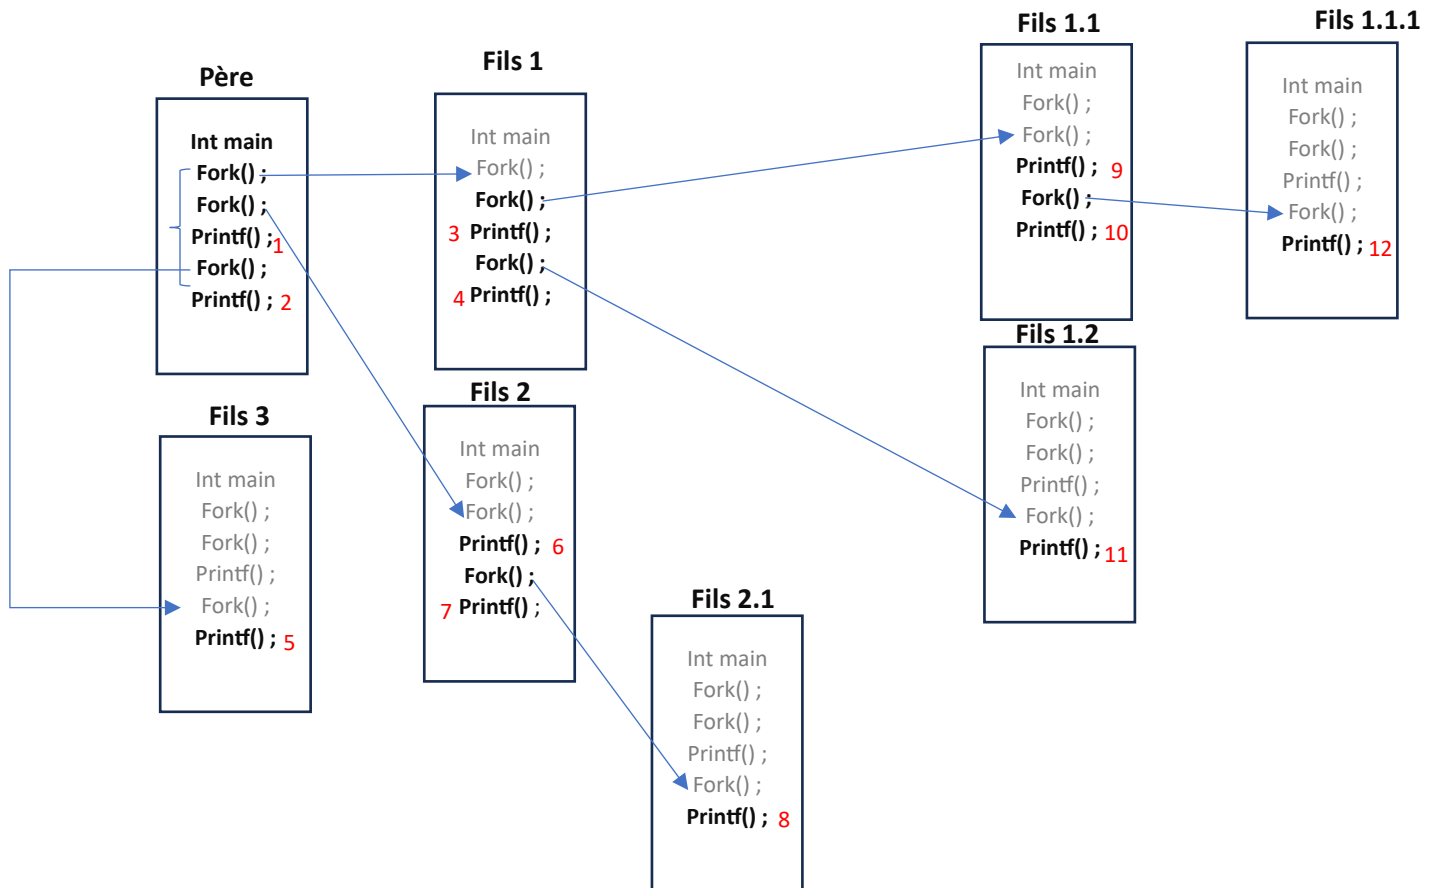 Père
Int main
Fork() ;
Fork() ;
Printf() ; 1
Fork() ;
Printf() ; 2
Fils 1
Int main
Fork() ;
Fork() ;
3 Printf() ;
Fork() ;
4 Printf() ;
Fils 1.1
Int main
Fork() ;
Fork() ;
Printf() ; 9
Fork() ;
Printf() ; 10
Fils 1.1.1
Int main
Fork() ;
Fork() ;
Printf() ;
Fork() ;
Printf() ; 12
Fils 3
Int main
Fork() ;
Fork() ;
Printf() ;
Fork() ;
Printf() ; 5
Fils 2
Int main
Fork() ;
Fork() ;
Printf() ; 6
Fork() ;
7 Printf() ;
Fils 1.2
Int main
Fork() ;
Fork() ;
Printf() ;
Fork() ;
Printf() ; 11
Fils 2.1
Int main
Fork() ;
Fork() ;
Printf() ;
Fork() ;
Printf() ; 8